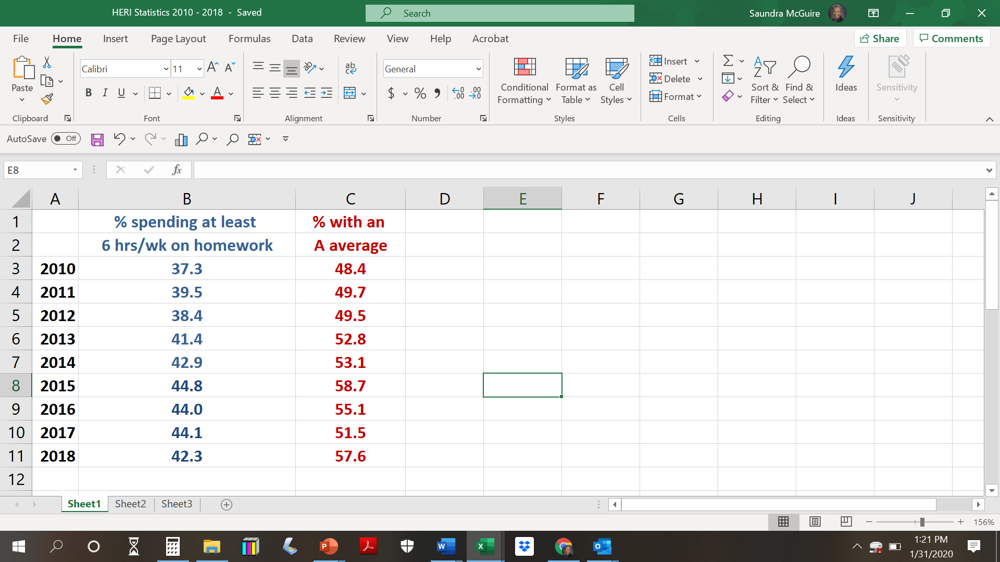 HERI Statistics 2010 - 2018 - Saved
Search
Saundra McGuire
File Home Insert Page Layout Formulas Data Review View Help Acrobat
Share Comments
Calibri 11
General
Paste
B I U
$ % ,
Conditional Formatting
Format as Table
Cell Styles
Insert
Delete
Format
Sort & Filter
Find & Select
Ideas
Sensitivity
Clipboard Font Alignment Number Styles Cells Editing Ideas Sensitivity
AutoSave Off
E8 fx
A B C D E F G H I J
1 % spending at least % with an
2 6 hrs/wk on homework A average
3 2010 37.3 48.4
4 2011 39.5 49.7
5 2012 38.4 49.5
6 2013 41.4 52.8
7 2014 42.9 53.1
8 2015 44.8 58.7
9 2016 44.0 55.1
10 2017 44.1 51.5
11 2018 42.3 57.6
12
Sheet1 Sheet2 Sheet3
156%
1:21 PM
1/31/2020